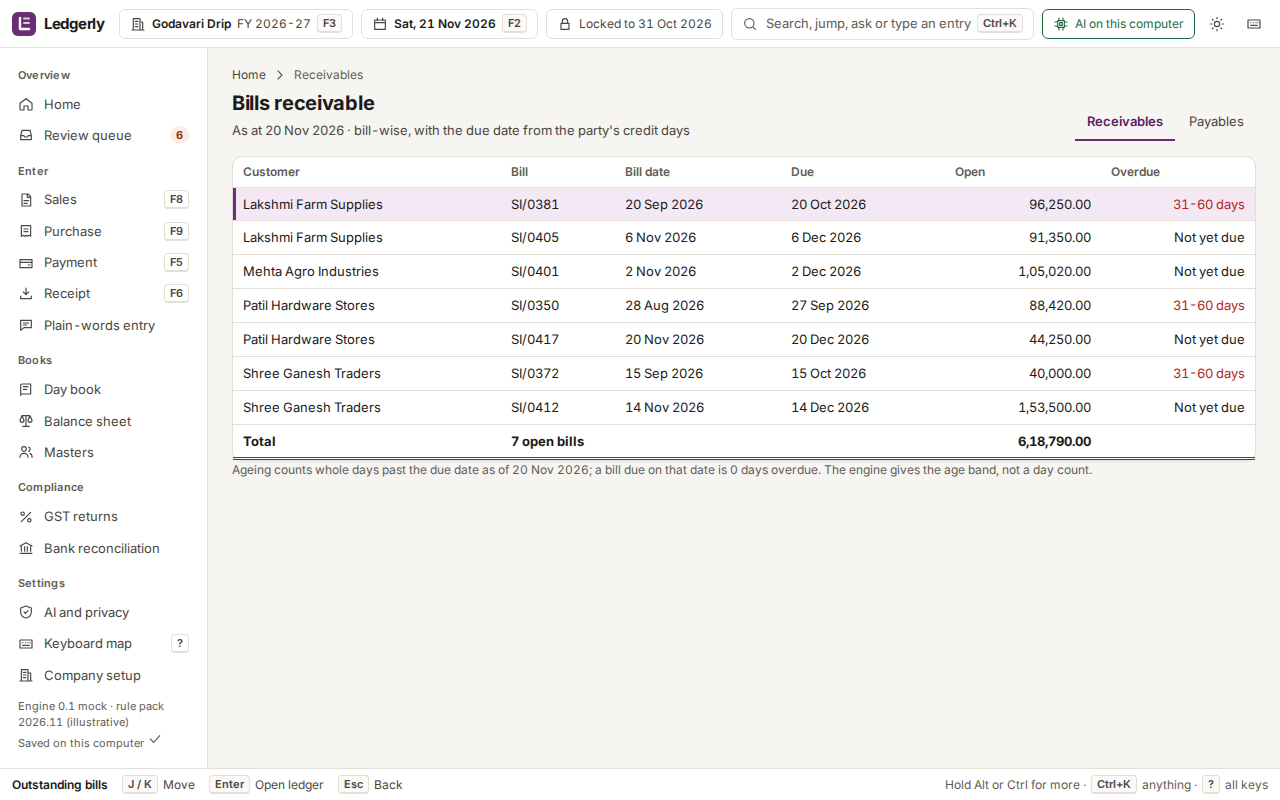 Ledgerly
Godavari Drip FY 2026-27 F3
Sat, 21 Nov 2026 F2
Locked to 31 Oct 2026
Search, jump, ask or type an entry Ctrl+K
AI on this computer
Overview
Home
Review queue 6
Enter
Sales F8
Purchase F9
Payment F5
Receipt F6
Plain-words entry
Books
Day book
Balance sheet
Masters
Compliance
GST returns
Bank reconciliation
Settings
AI and privacy
Keyboard map ?
Company setup
Engine 0.1 mock · rule pack
2026.11 (illustrative)
Saved on this computer
Home > Receivables
Bills receivable
As at 20 Nov 2026 · bill-wise, with the due date from the party's credit days
Receivables Payables
Customer Bill Bill date Due Open Overdue
Lakshmi Farm Supplies SI/0381 20 Sep 2026 20 Oct 2026 96,250.00 31-60 days
Lakshmi Farm Supplies SI/0405 6 Nov 2026 6 Dec 2026 91,350.00 Not yet due
Mehta Agro Industries SI/0401 2 Nov 2026 2 Dec 2026 1,05,020.00 Not yet due
Patil Hardware Stores SI/0350 28 Aug 2026 27 Sep 2026 88,420.00 31-60 days
Patil Hardware Stores SI/0417 20 Nov 2026 20 Dec 2026 44,250.00 Not yet due
Shree Ganesh Traders SI/0372 15 Sep 2026 15 Oct 2026 40,000.00 31-60 days
Shree Ganesh Traders SI/0412 14 Nov 2026 14 Dec 2026 1,53,500.00 Not yet due
Total 7 open bills 6,18,790.00
Ageing counts whole days past the due date as of 20 Nov 2026; a bill due on that date is 0 days overdue. The engine gives the age band, not a day count.
Outstanding bills J / K Move Enter Open ledger Esc Back
Hold Alt or Ctrl for more · Ctrl+K anything · ? all keys